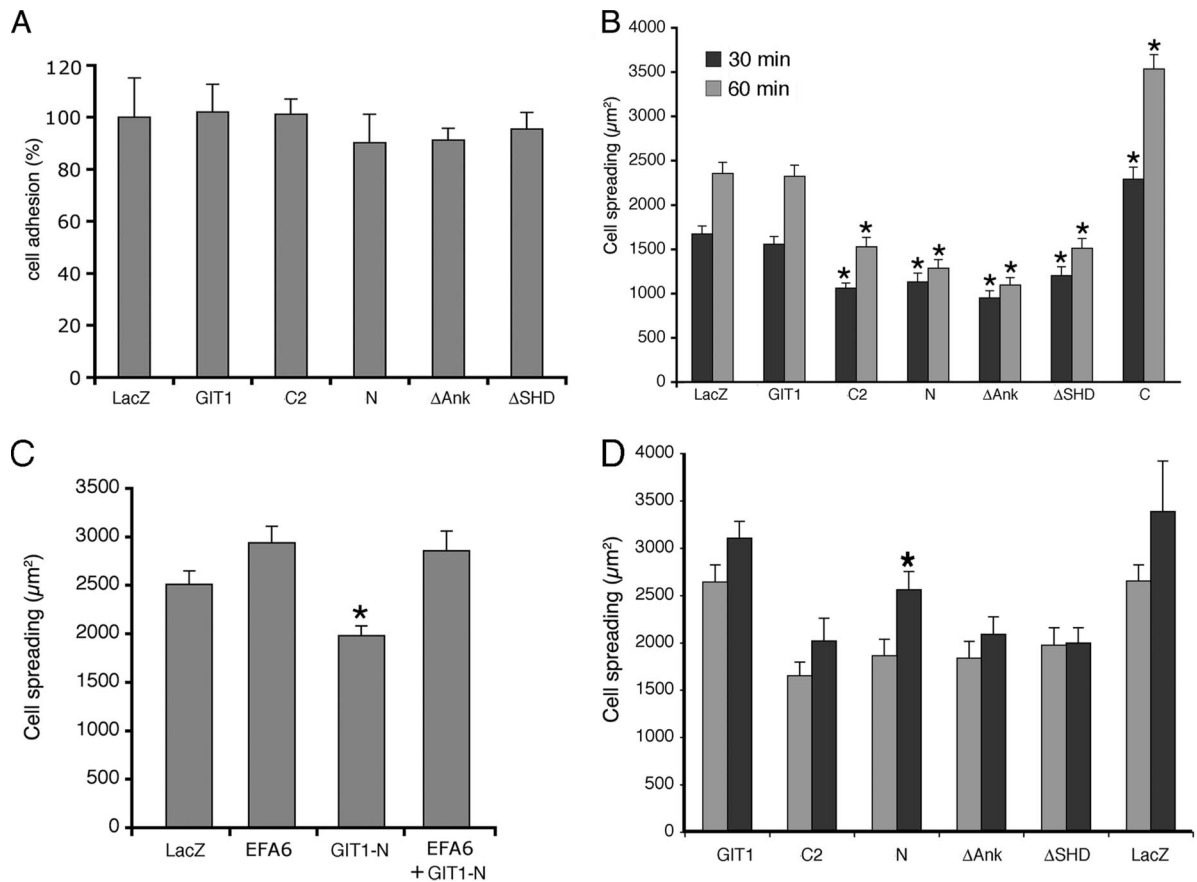 A
cell adhesion (%)
120
100
80
60
40
20
0
LacZ GIT1 C2 N ΔAnk ΔSHD
B
Cell spreading (µm²)
4000
3500
3000
2500
2000
1500
1000
500
0
30 min
60 min
* * * * * * * * * *
LacZ GIT1 C2 N ΔAnk ΔSHD C
C
Cell spreading (µm²)
3500
3000
2500
2000
1500
1000
500
0
*
LacZ EFA6 GIT1-N EFA6
+ GIT1-N
D
Cell spreading (µm²)
4000
3500
3000
2500
2000
1500
1000
500
0
*
GIT1 C2 N ΔAnk ΔSHD LacZ